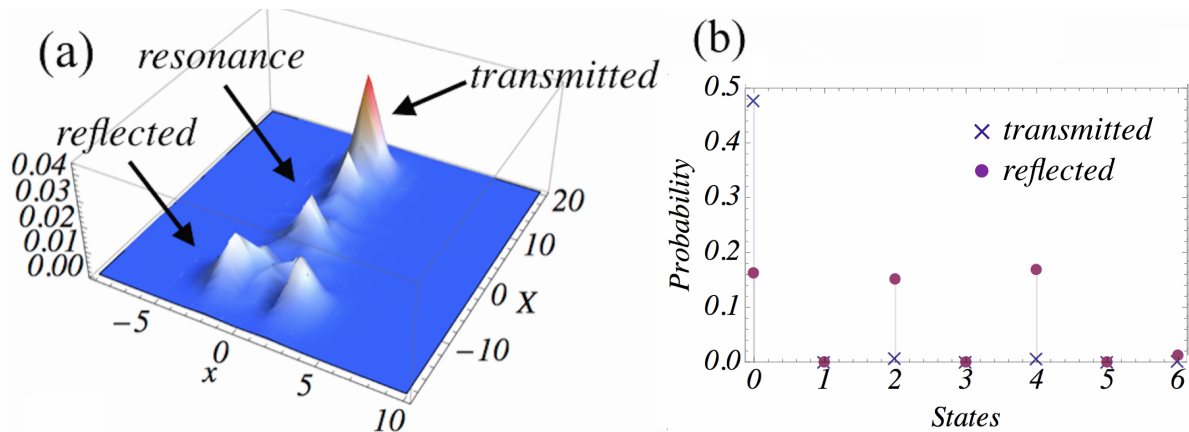 (a)
resonance
transmitted
reflected
0.04
0.03
0.02
0.01
0.00
−5
0
5
10
x
20
10
0
−10
X
(b)
0.5
0.4
0.3
0.2
0.1
0.0
Probability
transmitted
reflected
0 1 2 3 4 5 6
States